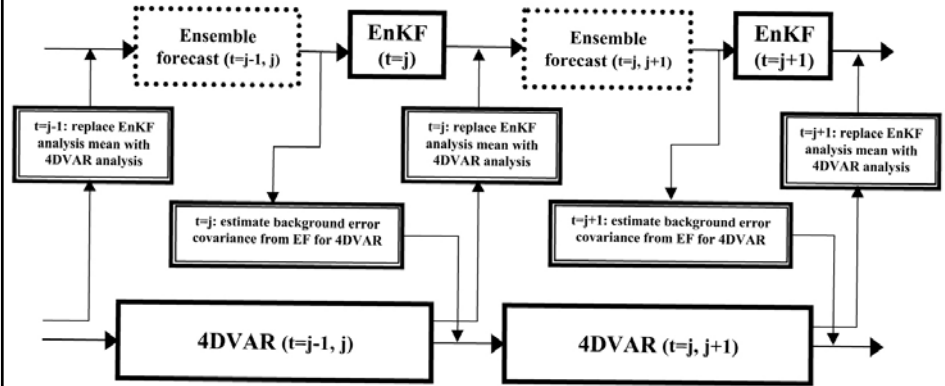 Ensemble
forecast (t=j-1, j)
EnKF
(t=j)
Ensemble
forecast (t=j, j+1)
EnKF
(t=j+1)
t=j-1: replace EnKF
analysis mean with
4DVAR analysis
t=j: replace EnKF
analysis mean with
4DVAR analysis
t=j+1: replace EnKF
analysis mean with
4DVAR analysis
t=j: estimate background error
covariance from EF for 4DVAR
t=j+1: estimate background error
covariance from EF for 4DVAR
4DVAR (t=j-1, j)
4DVAR (t=j, j+1)